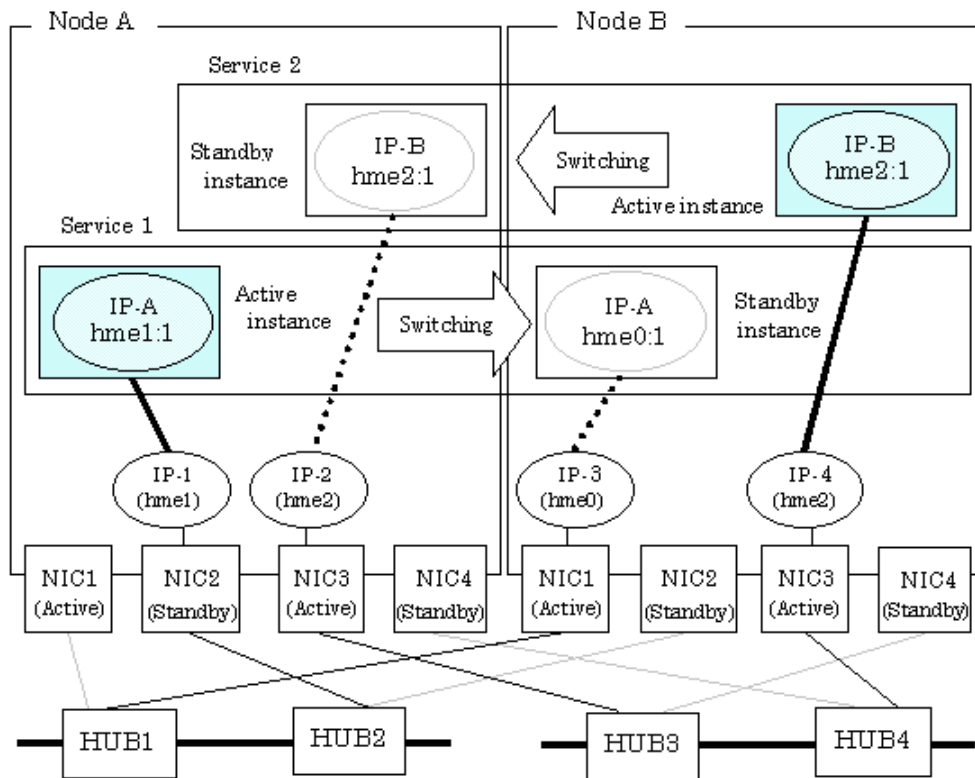 Node A
Node B
Service 2
IP-B
hme2:1
Standby
instance
Switching
IP-B
hme2:1
Active instance
Service 1
IP-A
hme1:1
Active
instance
Switching
IP-A
hme0:1
Standby
instance
IP-1
(hme1)
IP-2
(hme2)
IP-3
(hme0)
IP-4
(hme2)
NIC1
(Active)
NIC2
(Standby)
NIC3
(Active)
NIC4
(Standby)
NIC1
(Active)
NIC2
(Standby)
NIC3
(Active)
NIC4
(Standby)
HUB1
HUB2
HUB3
HUB4